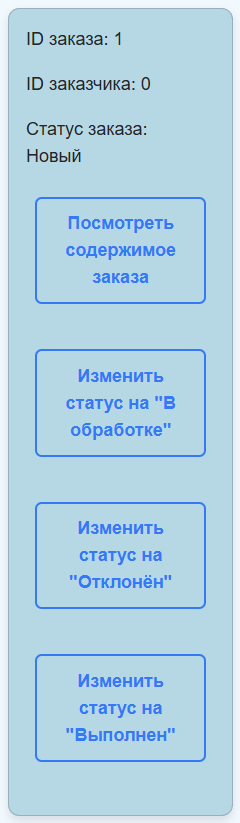 ID заказа: 1
ID заказчика: 0
Статус заказа:
Новый
Посмотреть
содержимое
заказа
Изменить
статус на "В
обработке"
Изменить
статус на
"Отклонён"
Изменить
статус на
"Выполнен"